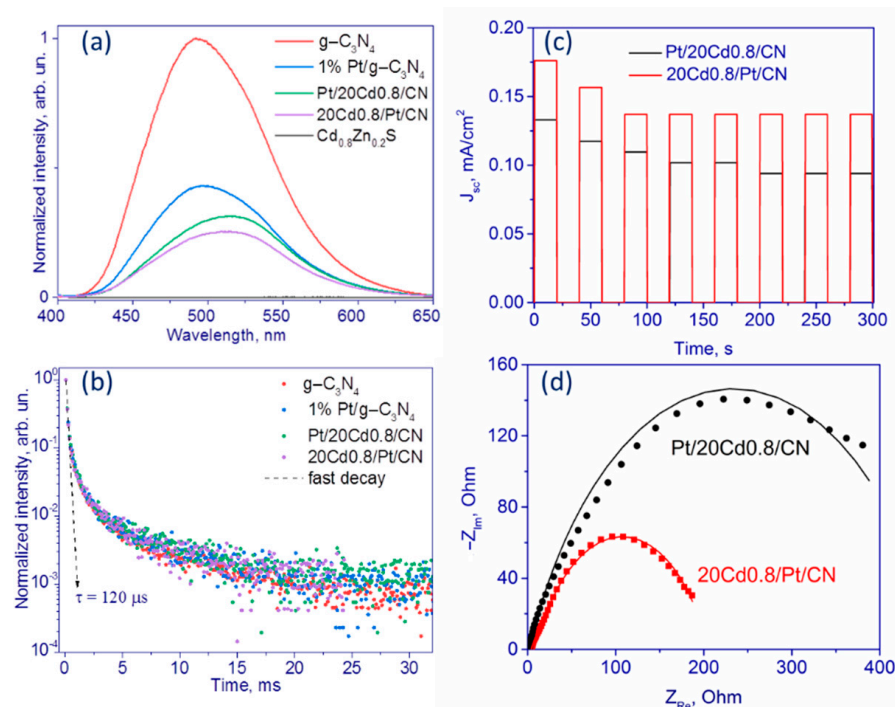 (a)
1
g–C₃N₄
1% Pt/g–C₃N₄
Pt/20Cd0.8/CN
20Cd0.8/Pt/CN
Cd₀.₈Zn₀.₂S
Normalized intensity, arb. un.
0
400 450 500 550 600 650
Wavelength, nm
(c)
0.20
0.15
0.10
0.05
0.00
Pt/20Cd0.8/CN
20Cd0.8/Pt/CN
Jsc, mA/cm²
0 50 100 150 200 250 300
Time, s
(b)
10⁰
10⁻¹
10⁻²
10⁻³
10⁻⁴
g–C₃N₄
1% Pt/g–C₃N₄
Pt/20Cd0.8/CN
20Cd0.8/Pt/CN
fast decay
τ = 120 μs
Normalized intensity, arb. un.
0 5 10 15 20 25 30
Time, ms
(d)
160
120
80
40
0
Pt/20Cd0.8/CN
20Cd0.8/Pt/CN
-Zim, Ohm
0 100 200 300 400
ZRe, Ohm